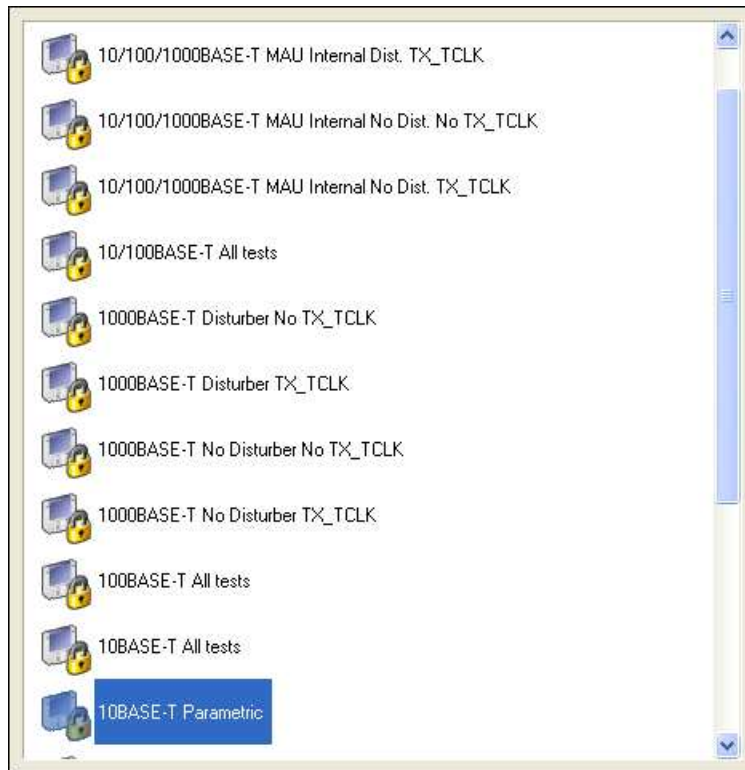 10/100/1000BASE-T MAU Internal Dist. TX_TCLK
10/100/1000BASE-T MAU Internal No Dist. No TX_TCLK
10/100/1000BASE-T MAU Internal No Dist. TX_TCLK
10/100BASE-T All tests
1000BASE-T Disturber No TX_TCLK
1000BASE-T Disturber TX_TCLK
1000BASE-T No Disturber No TX_TCLK
1000BASE-T No Disturber TX_TCLK
100BASE-T All tests
10BASE-T All tests
10BASE-T Parametric